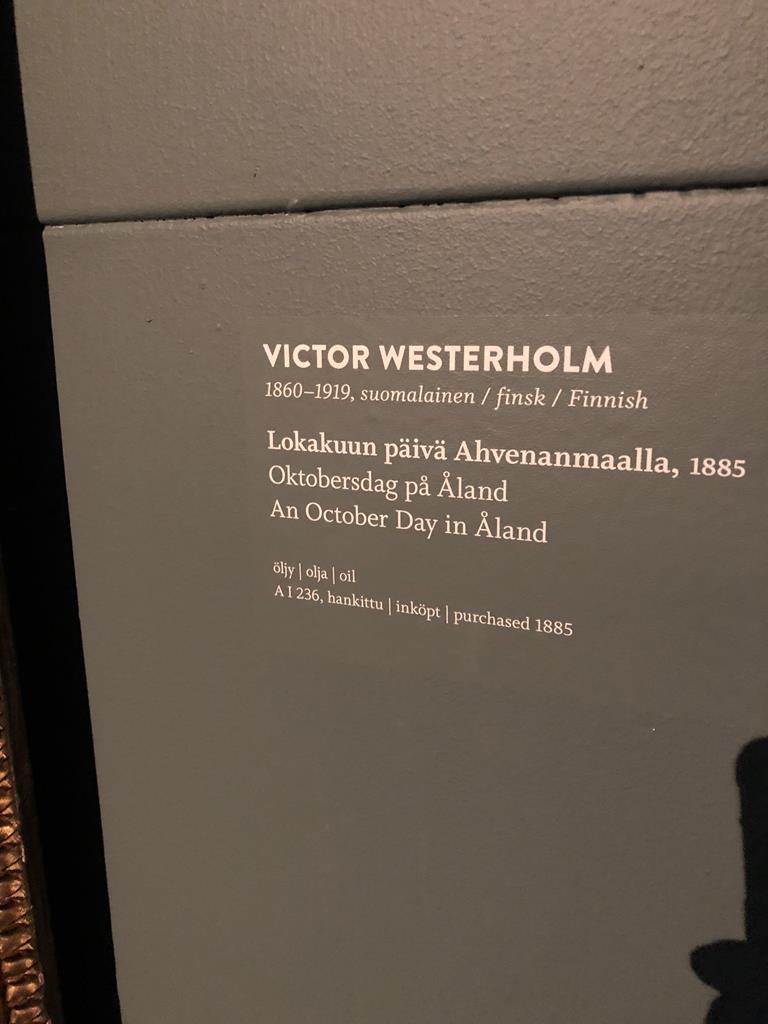 VICTOR WESTERHOLM
1860–1919, suomalainen / finsk / Finnish
Lokakuun päivä Ahvenanmaalla, 1885
Oktobersdag på Åland
An October Day in Åland
öljy | olja | oil
A I 236, hankittu | inköpt | purchased 1885